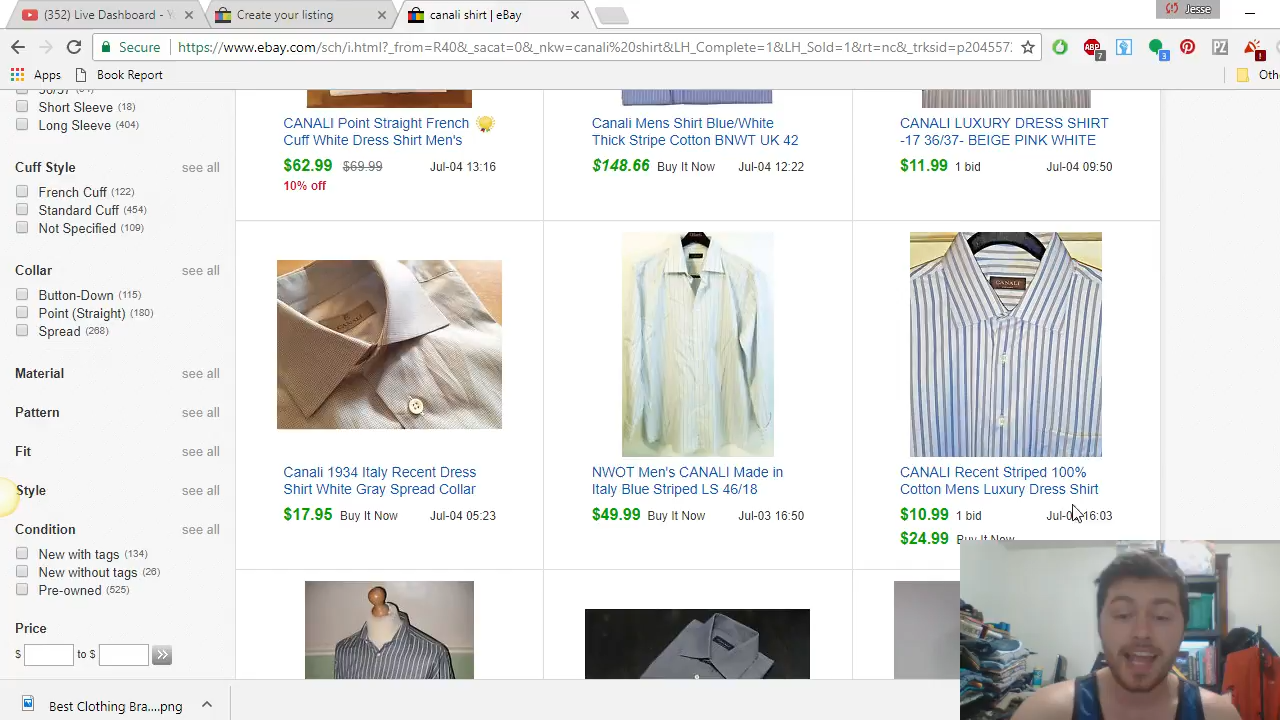 (352) Live Dashboard - Yo
Create your listing
canali shirt | eBay
Jesse
Secure
https://www.ebay.com/sch/i.html?_from=R40&_sacat=0&_nkw=canali%20shirt&LH_Complete=1&LH_Sold=1&rt=nc&_trksid=p204557
ABP
7
3
PZ
Apps
Book Report
Othe
Short Sleeve (18)
Long Sleeve (404)
Cuff Style see all
French Cuff (122)
Standard Cuff (454)
Not Specified (109)
Collar see all
Button-Down (115)
Point (Straight) (180)
Spread (268)
Material see all
Pattern see all
Fit see all
Style see all
Condition see all
New with tags (134)
New without tags (26)
Pre-owned (525)
Price
$ to $
CANALI Point Straight French
Cuff White Dress Shirt Men's
$62.99 $69.99 Jul-04 13:16
10% off
Canali Mens Shirt Blue/White
Thick Stripe Cotton BNWT UK 42
$148.66 Buy It Now Jul-04 12:22
CANALI LUXURY DRESS SHIRT
-17 36/37- BEIGE PINK WHITE
$11.99 1 bid Jul-04 09:50
CANALI
Canali 1934 Italy Recent Dress
Shirt White Gray Spread Collar
$17.95 Buy It Now Jul-04 05:23
NWOT Men's CANALI Made in
Italy Blue Striped LS 46/18
$49.99 Buy It Now Jul-03 16:50
CANALI
CANALI Recent Striped 100%
Cotton Mens Luxury Dress Shirt
$10.99 1 bid 16:03
$24.99 Buy It Now
Best Clothing Bra....png